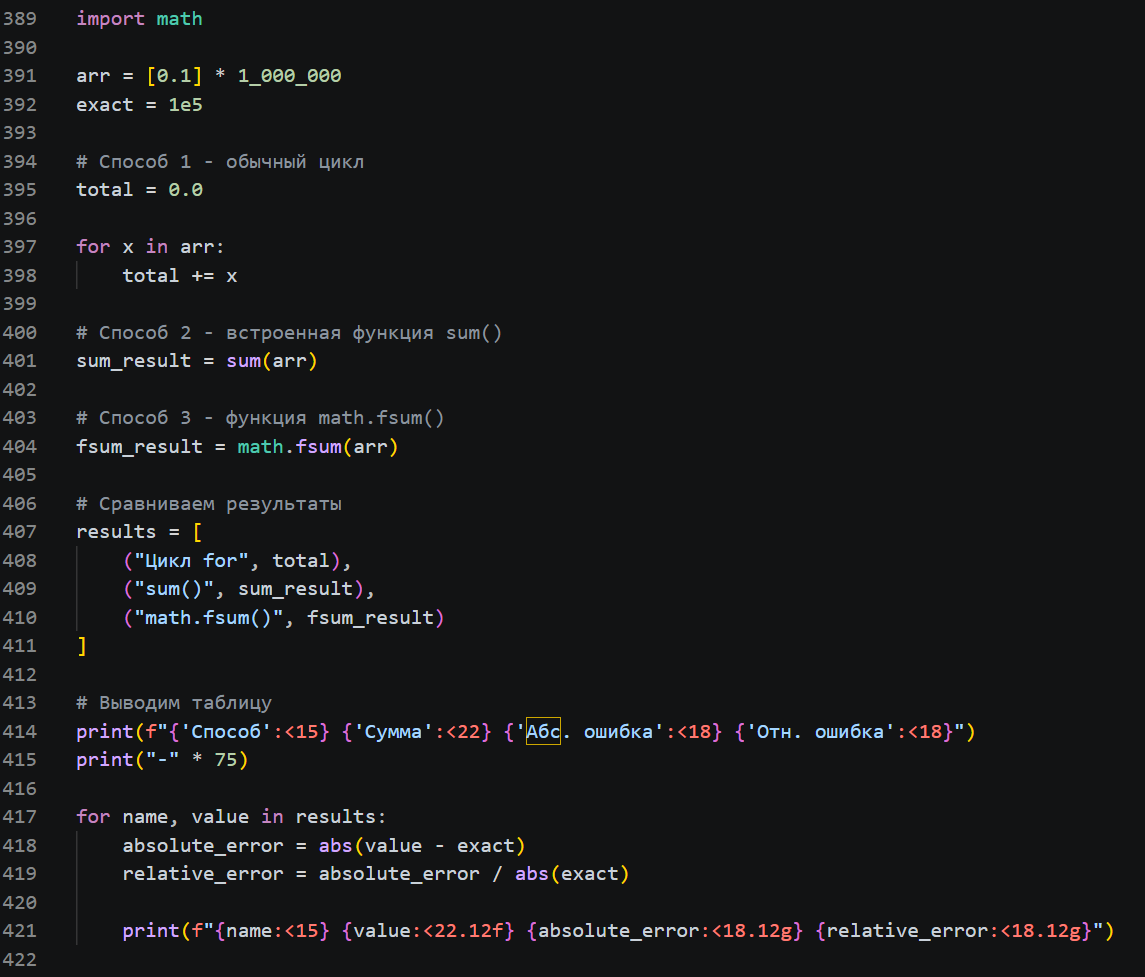 389 import math
390
391 arr = [0.1] * 1_000_000
392 exact = 1e5
393
394 # Способ 1 - обычный цикл
395 total = 0.0
396
397 for x in arr:
398     total += x
399
400 # Способ 2 - встроенная функция sum()
401 sum_result = sum(arr)
402
403 # Способ 3 - функция math.fsum()
404 fsum_result = math.fsum(arr)
405
406 # Сравниваем результаты
407 results = [
408     ("Цикл for", total),
409     ("sum()", sum_result),
410     ("math.fsum()", fsum_result)
411 ]
412
413 # Выводим таблицу
414 print(f"{'Способ':<15} {'Сумма':<22} {'Абс. ошибка':<18} {'Отн. ошибка':<18}")
415 print("-" * 75)
416
417 for name, value in results:
418     absolute_error = abs(value - exact)
419     relative_error = absolute_error / abs(exact)
420
421     print(f"{name:<15} {value:<22.12f} {absolute_error:<18.12g} {relative_error:<18.12g}")
422